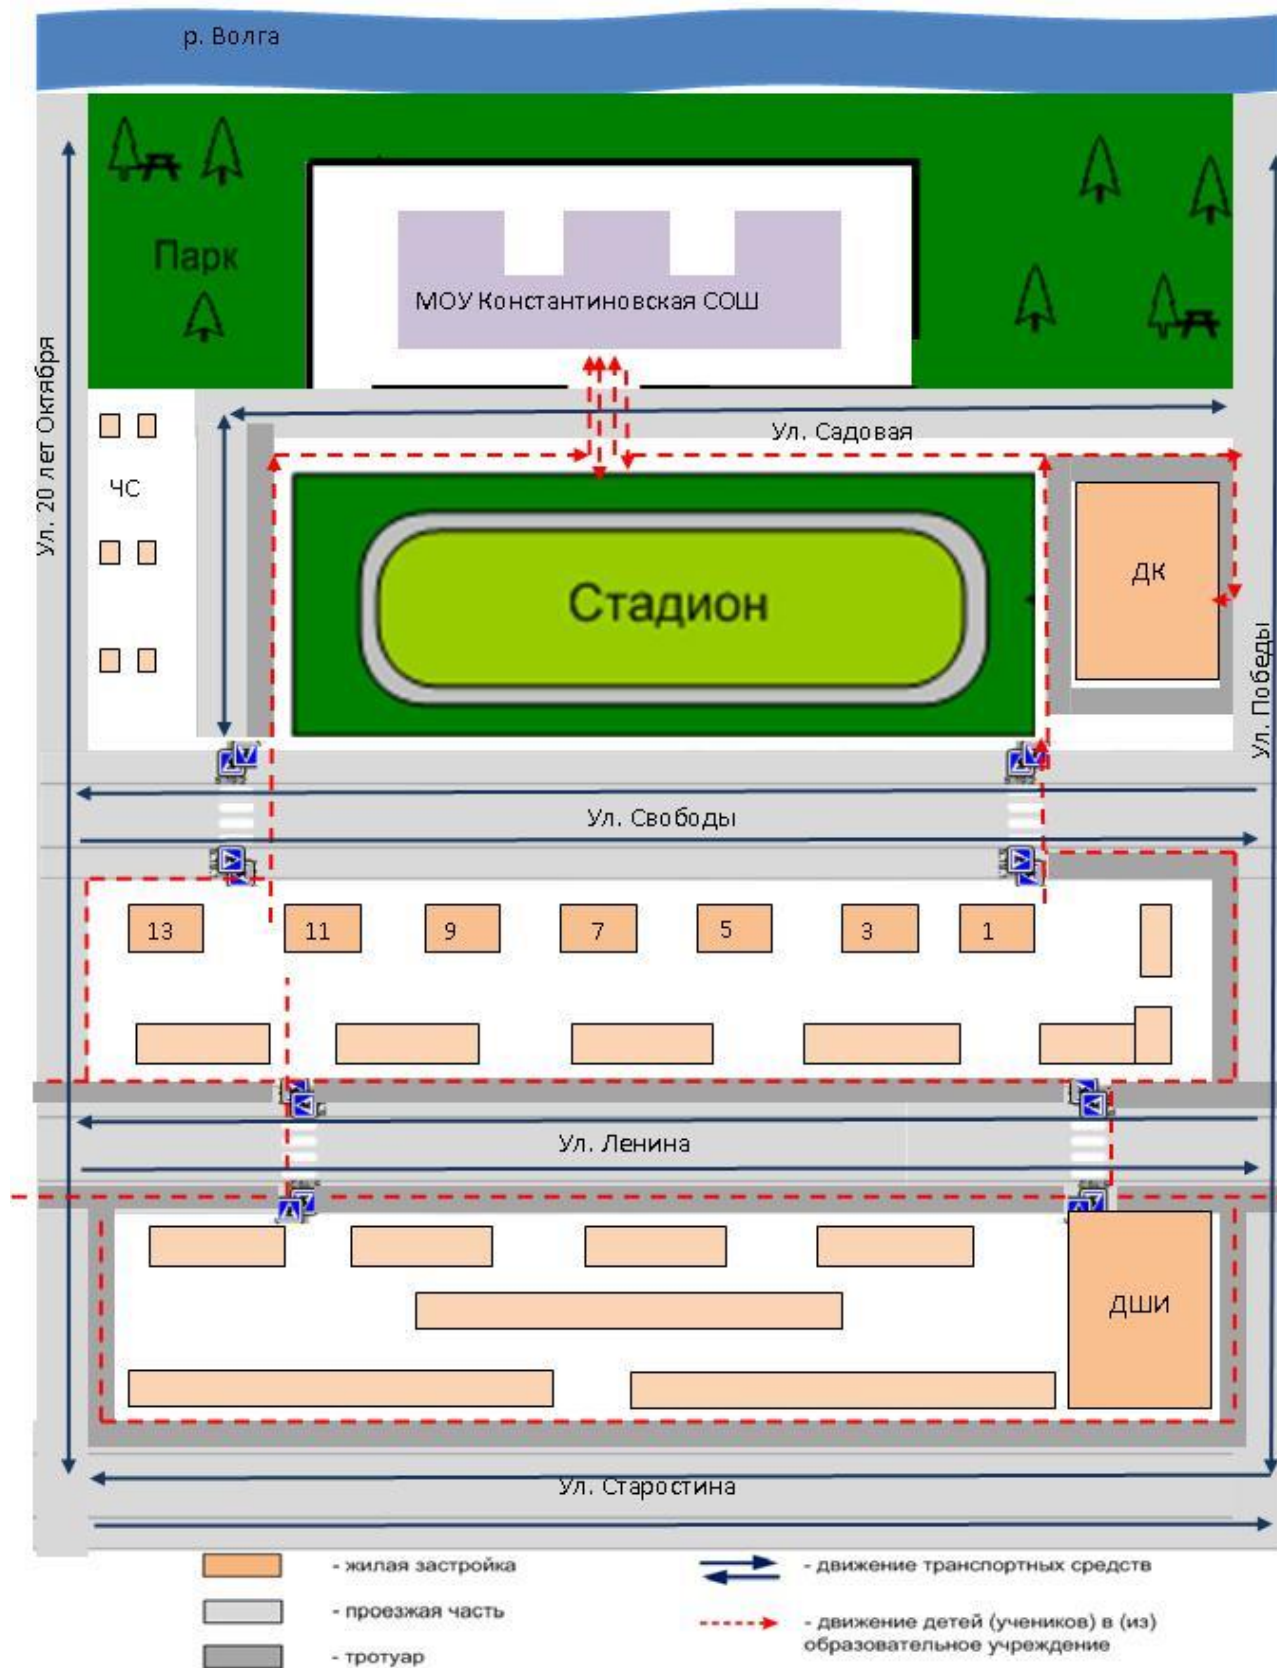 р. Волга
Парк
МОУ Константиновская СОШ
Ул. 20 лет Октября
Ул. Садовая
ЧС
Стадион
ДК
Ул. Победы
Ул. Свободы
13
11
9
7
5
3
1
Ул. Ленина
ДШИ
Ул. Старостина
- жилая застройка
- движение транспортных средств
- проезжая часть
- движение детей (учеников) в (из)
образовательное учреждение
- тротуар